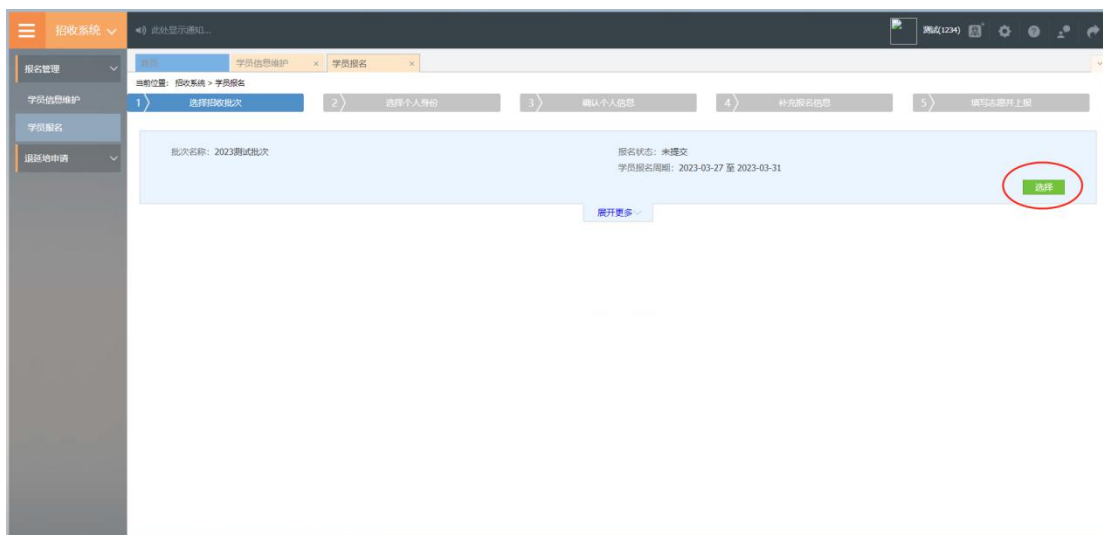 招收系统
此处显示通知...
测试(1234)
报名管理
学员信息维护
学员报名
退延培申请
首页
学员信息维护 ×
学员报名 ×
当前位置： 招收系统 > 学员报名
1 选择招收批次
2 选择个人身份
3 确认个人信息
4 补充报名信息
5 填写志愿并上报
批次名称：2023测试批次
报名状态：未提交
学员报名周期：2023-03-27 至 2023-03-31
选择
展开更多